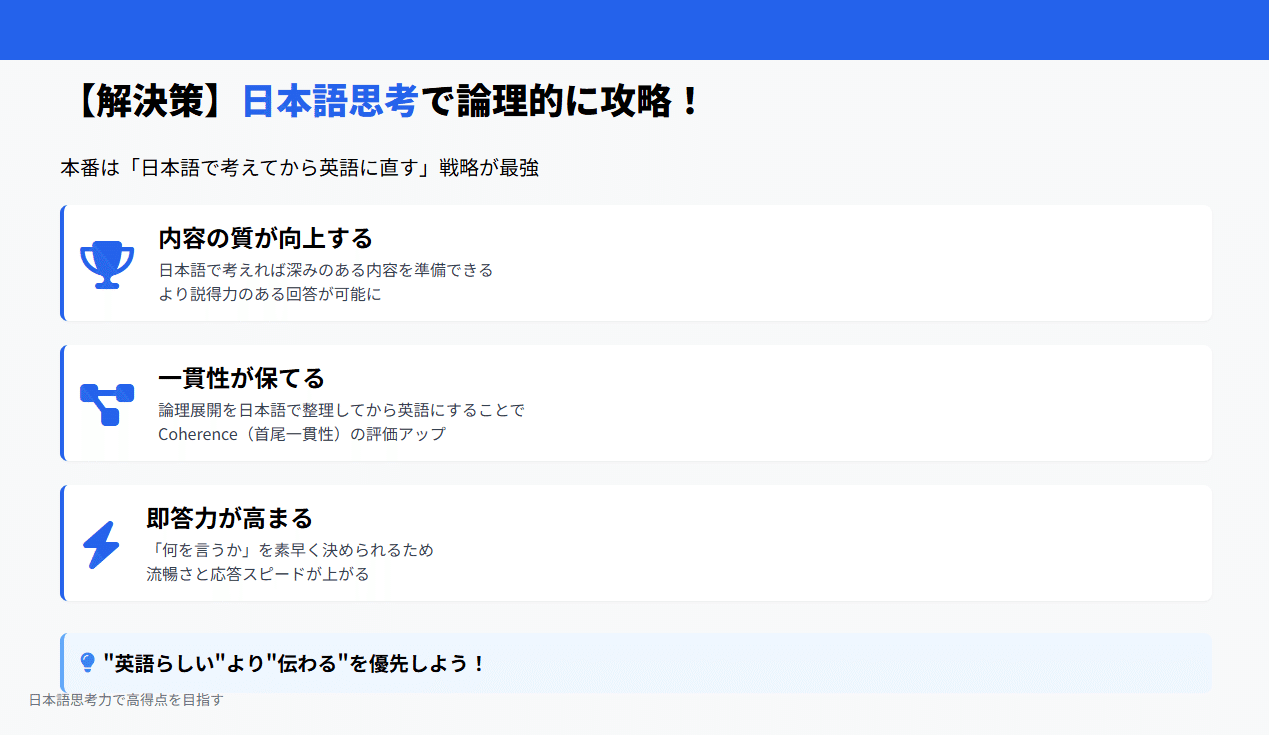 【解決策】日本語思考で論理的に攻略！
本番は「日本語で考えてから英語に直す」戦略が最強
内容の質が向上する
日本語で考えれば深みのある内容を準備できる
より説得力のある回答が可能に
一貫性が保てる
論理展開を日本語で整理してから英語にすることで
Coherence（首尾一貫性）の評価アップ
即答力が高まる
「何を言うか」を素早く決められるため
流暢さと応答スピードが上がる
"英語らしい"より"伝わる"を優先しよう！
日本語思考力で高得点を目指す